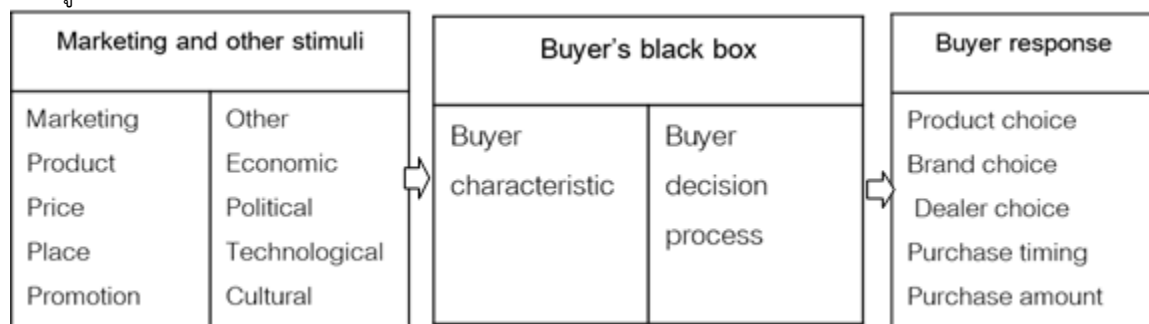 Marketing and other stimuli
Marketing
Product
Price
Place
Promotion
Other
Economic
Political
Technological
Cultural
Buyer's black box
Buyer
characteristic
Buyer
decision
process
Buyer response
Product choice
Brand choice
Dealer choice
Purchase timing
Purchase amount